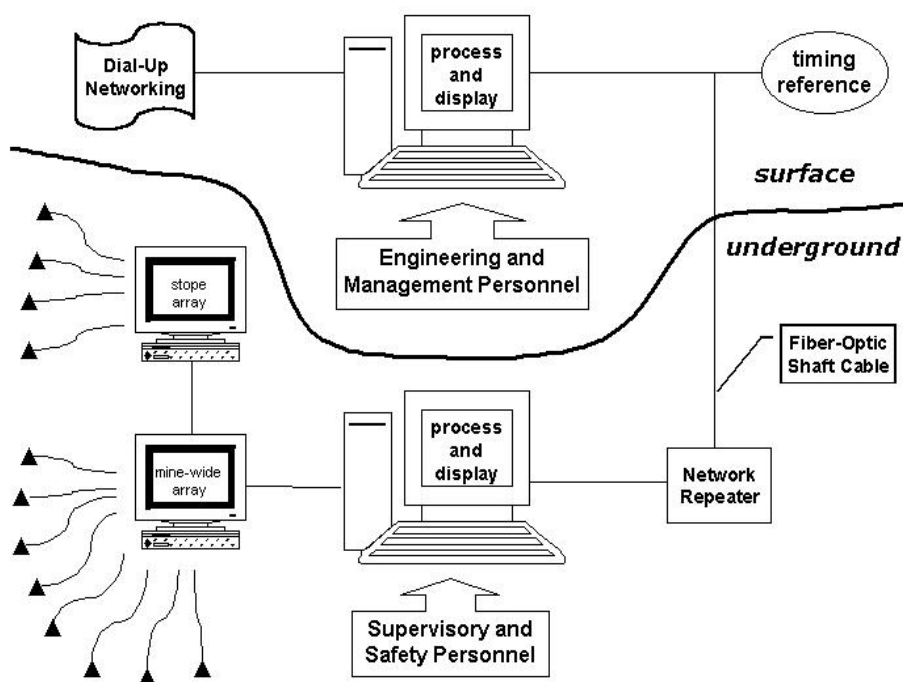 Dial-Up
Networking
process
and
display
timing
reference
surface
underground
Engineering and
Management Personnel
stope
array
Fiber-Optic
Shaft Cable
mine-wide
array
process
and
display
Network
Repeater
Supervisory and
Safety Personnel